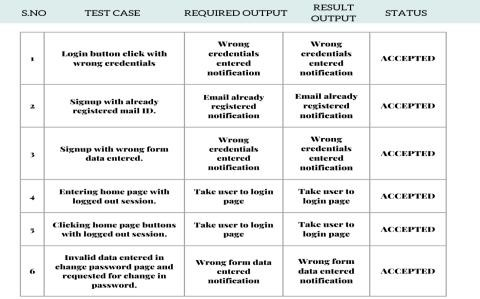 S.NO TEST CASE REQUIRED OUTPUT RESULT OUTPUT STATUS
1 Login button click with wrong credentials Wrong credentials entered notification Wrong credentials entered notification ACCEPTED
2 Signup with already registered mail ID. Email already registered notification Email already registered notification ACCEPTED
3 Signup with wrong form data entered. Wrong credentials entered notification Wrong credentials entered notification ACCEPTED
4 Entering home page with logged out session. Take user to login page Take user to login page ACCEPTED
5 Clicking home page buttons with logged out session. Take user to login page Take user to login page ACCEPTED
6 Invalid data entered in change password page and requested for change in password. Wrong form data entered notification Wrong form data entered notification ACCEPTED